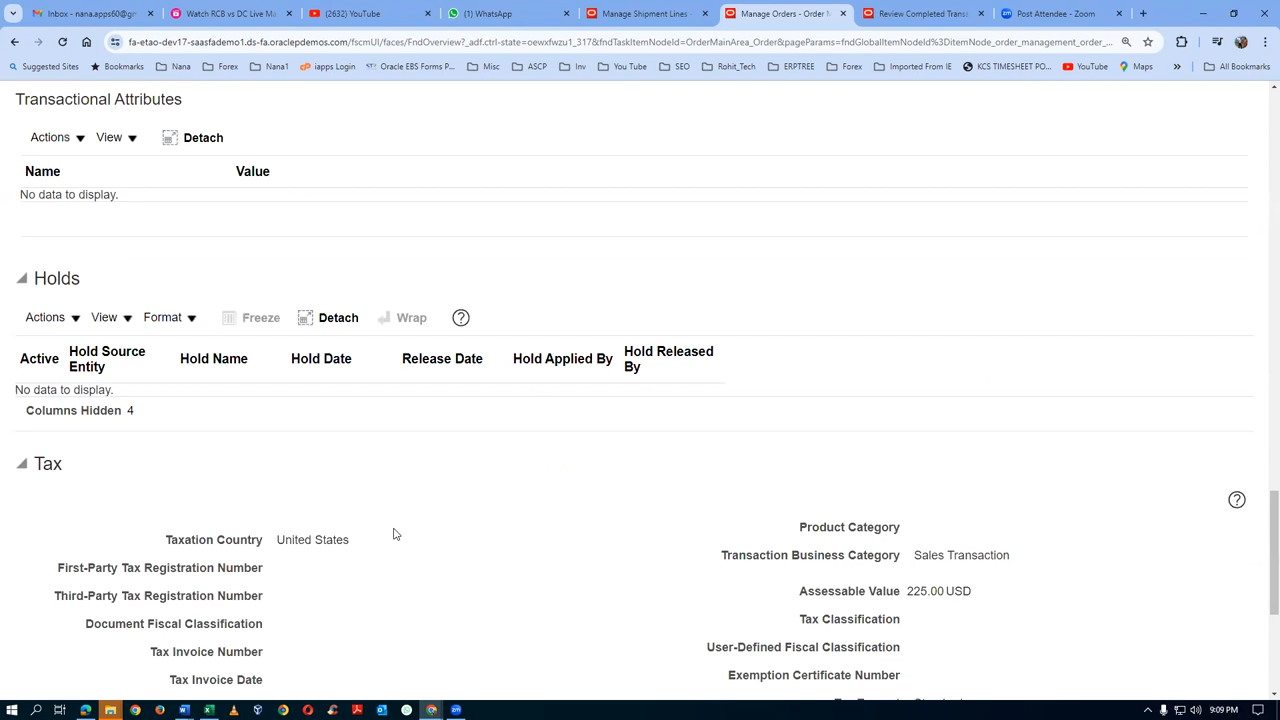 Inbox - nana.apps60@gm
Watch RCB vs DC Live Ma
(2632) YouTube
(1) WhatsApp
Manage Shipment Lines -
Manage Orders - Order M
Review Completed Transa
Post Attendee - Zoom
fa-etao-dev17-saasfademo1.ds-fa.oraclepdemos.com/fscmUI/faces/FndOverview?_adf.ctrl-state=oewxfwzu1_317&fndTaskItemNodeId=OrderMainArea_Order&pageParams=fndGlobalItemNodeId%3DitemNode_order_management_order_...
Suggested Sites
Bookmarks
Nana
Forex
Nana1
iapps Login
Oracle EBS Forms P...
Misc
ASCP
Inv
You Tube
SEO
Rohit_Tech
ERPTREE
Forex
Imported From IE
KCS TIMESHEET PO...
YouTube
Maps
»
All Bookmarks
Transactional Attributes
Actions View Detach
Name Value
No data to display.
Holds
Actions View Format Freeze Detach Wrap ?
Active Hold Source Entity Hold Name Hold Date Release Date Hold Applied By Hold Released By
No data to display.
Columns Hidden 4
Tax
?
Product Category
Taxation Country United States
Transaction Business Category Sales Transaction
First-Party Tax Registration Number
Assessable Value 225.00 USD
Third-Party Tax Registration Number
Tax Classification
Document Fiscal Classification
User-Defined Fiscal Classification
Tax Invoice Number
Exemption Certificate Number
Tax Invoice Date
9:09 PM